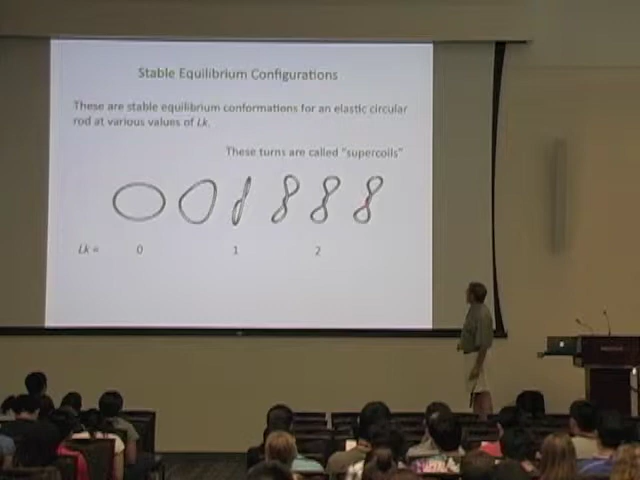 Stable Equilibrium Configurations
These are stable equilibrium conformations for an elastic circular
rod at various values of Lk.
These turns are called "supercoils"
Lk = 0 1 2